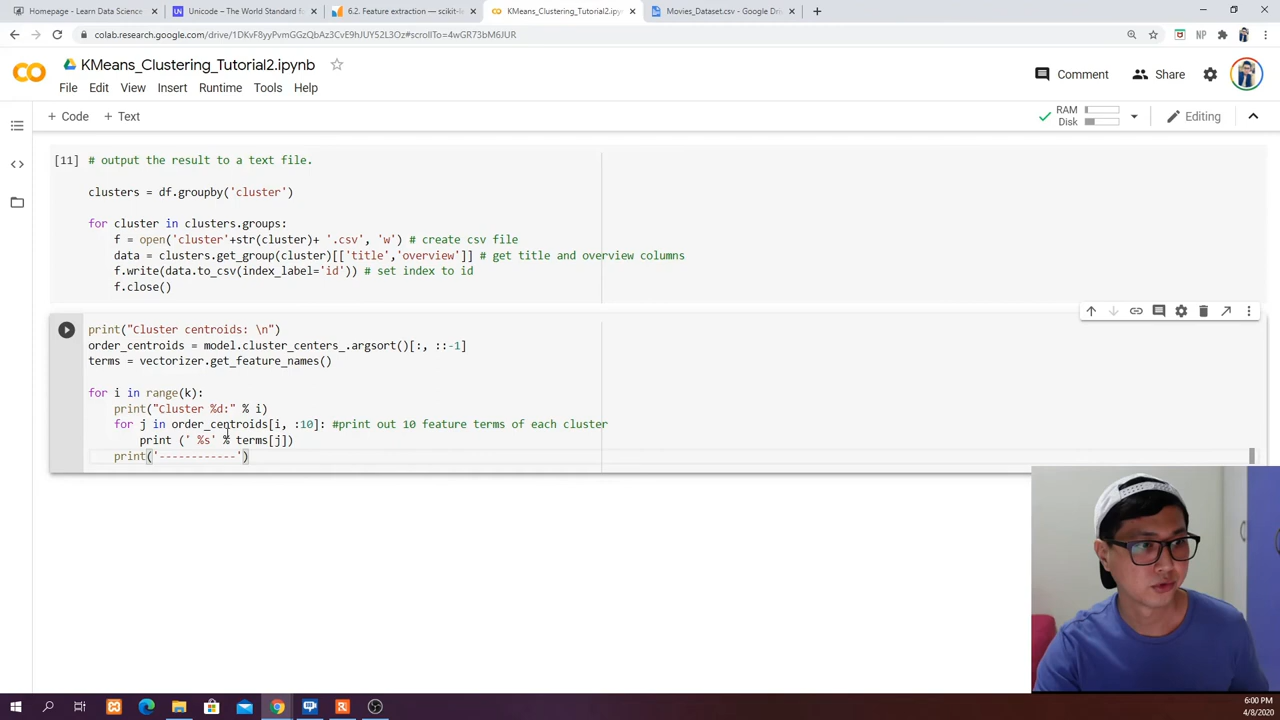 Homepage - Learn Data Science
Unicode – The World Standard fo
6.2. Feature extraction — scikit-le
KMeans_Clustering_Tutorial2.ipyn
Movies_Dataset.csv - Google Driv
colab.research.google.com/drive/1DKvF8yyPvmGGzQbAz3CvE9hJUY52L3Oz#scrollTo=4wGR73bM6JUR
KMeans_Clustering_Tutorial2.ipynb
Comment
Share
File Edit View Insert Runtime Tools Help
+ Code + Text
RAM
Disk
Editing
[11] # output the result to a text file.
clusters = df.groupby('cluster')
for cluster in clusters.groups:
f = open('cluster'+str(cluster)+ '.csv', 'w') # create csv file
data = clusters.get_group(cluster)[['title','overview']] # get title and overview columns
f.write(data.to_csv(index_label='id')) # set index to id
f.close()
print("Cluster centroids: \n")
order_centroids = model.cluster_centers_.argsort()[:, ::-1]
terms = vectorizer.get_feature_names()
for i in range(k):
print("Cluster %d:" % i)
for j in order_centroids[i, :10]: #print out 10 feature terms of each cluster
print (' %s' % terms[j])
print('------------')
6:00 PM
4/8/2020